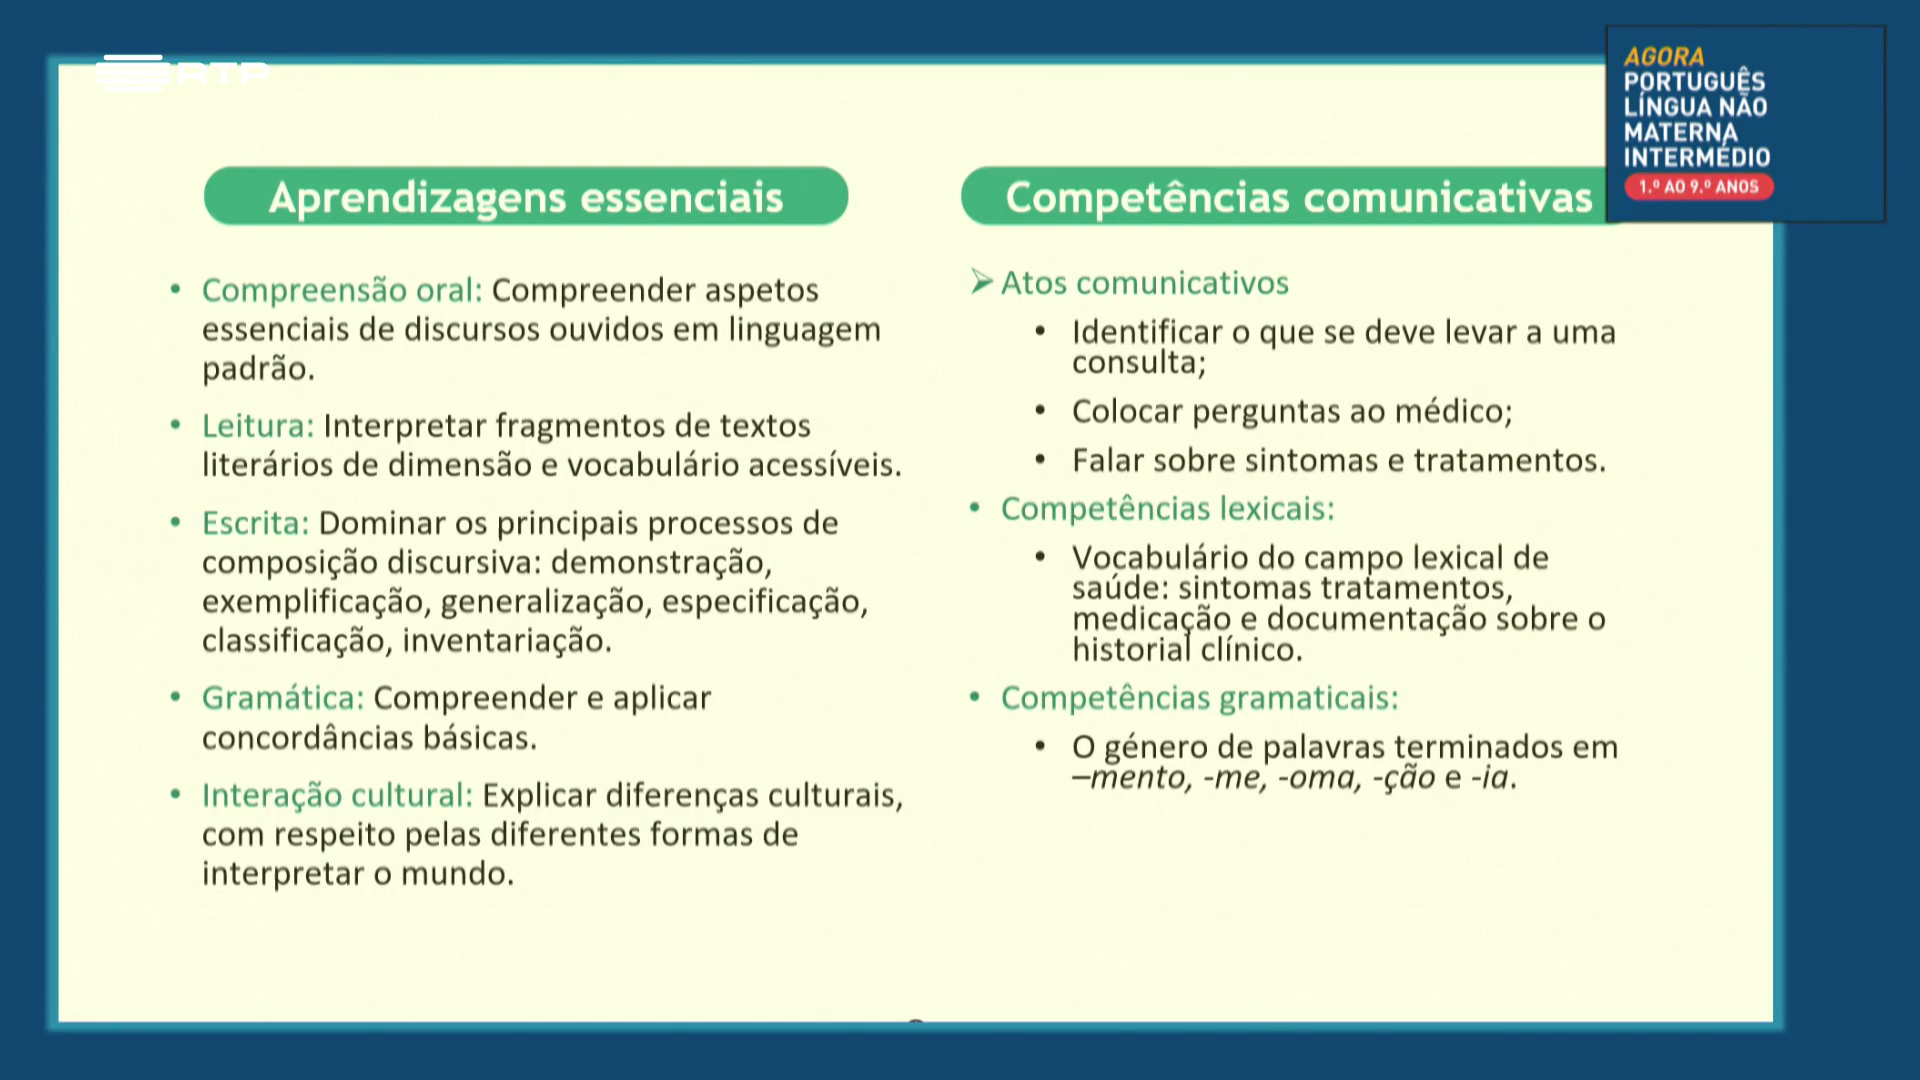 RTP
AGORA
PORTUGUÊS
LÍNGUA NÃO
MATERNA
INTERMÉDIO
1.º AO 9.º ANOS
Aprendizagens essenciais
• Compreensão oral: Compreender aspetos
essenciais de discursos ouvidos em linguagem
padrão.
• Leitura: Interpretar fragmentos de textos
literários de dimensão e vocabulário acessíveis.
• Escrita: Dominar os principais processos de
composição discursiva: demonstração,
exemplificação, generalização, especificação,
classificação, inventariação.
• Gramática: Compreender e aplicar
concordâncias básicas.
• Interação cultural: Explicar diferenças culturais,
com respeito pelas diferentes formas de
interpretar o mundo.
Competências comunicativas
➢ Atos comunicativos
• Identificar o que se deve levar a uma
consulta;
• Colocar perguntas ao médico;
• Falar sobre sintomas e tratamentos.
• Competências lexicais:
• Vocabulário do campo lexical de
saúde: sintomas tratamentos,
medicação e documentação sobre o
historial clínico.
• Competências gramaticais:
• O género de palavras terminados em
–mento, -me, -oma, -ção e -ia.